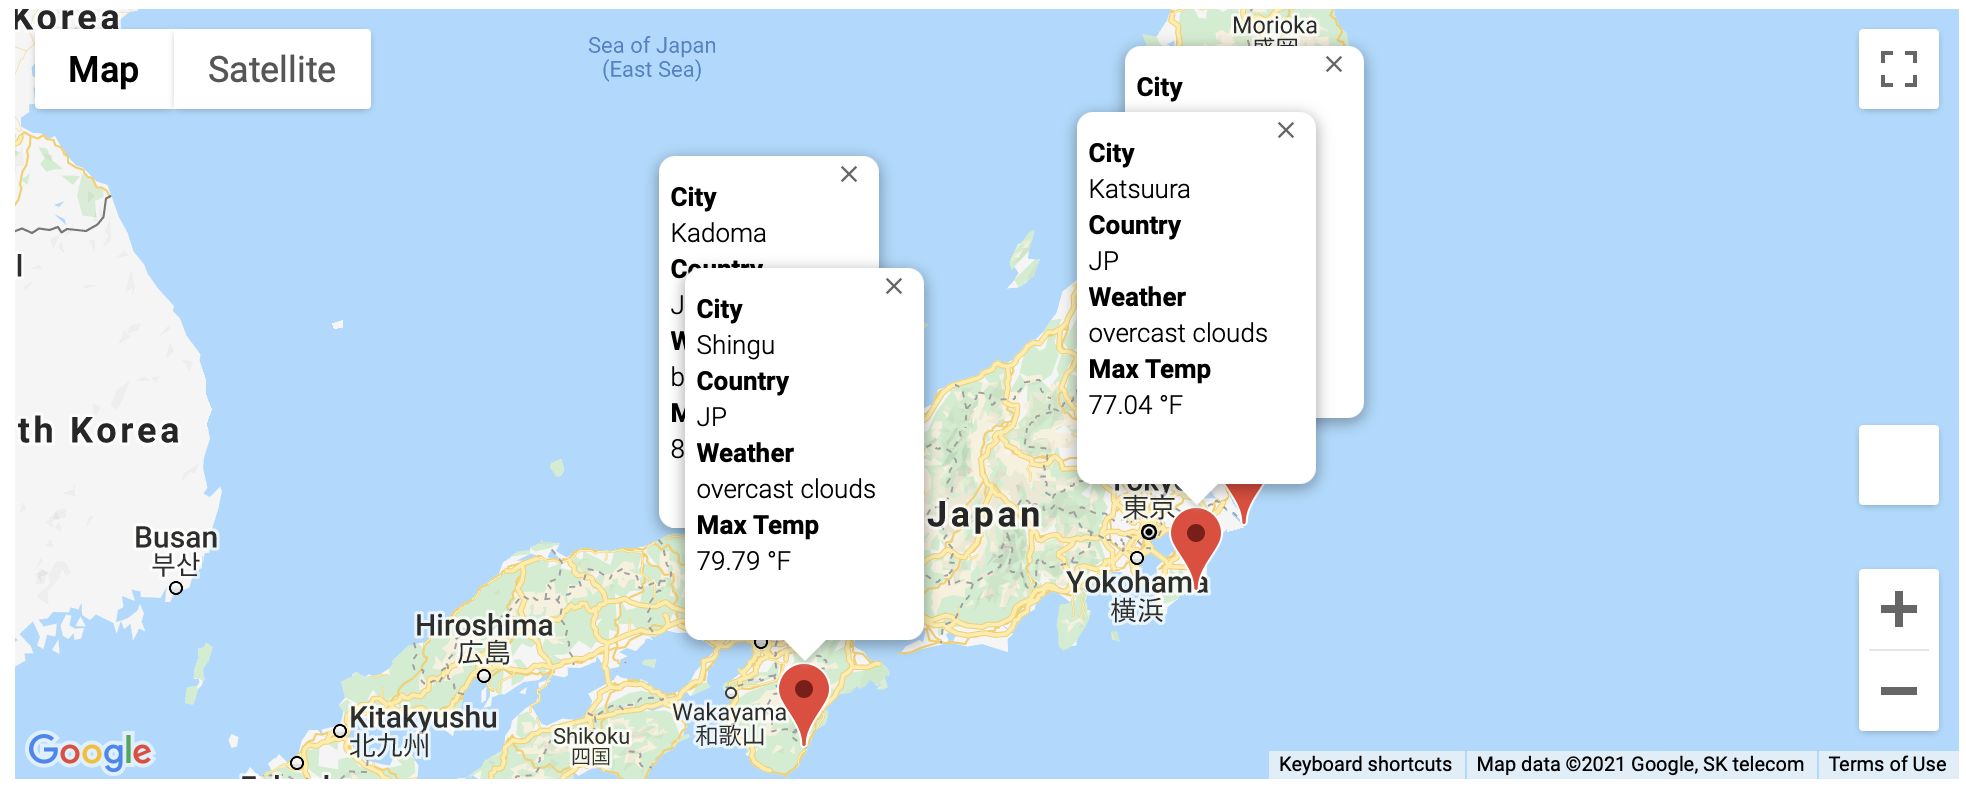 Korea
Map
Satellite
Sea of Japan
(East Sea)
Morioka
盛岡
City
City
Katsuura
Country
JP
Weather
overcast clouds
Max Temp
77.04 °F
City
Kadoma
Country
City
Shingu
Country
JP
Weather
overcast clouds
Max Temp
79.79 °F
th Korea
Japan
Tokyo
東京
Yokohama
横浜
Busan
부산
Hiroshima
広島
Kitakyushu
北九州
Shikoku
四国
Wakayama
和歌山
Google
Keyboard shortcuts
Map data ©2021 Google, SK telecom
Terms of Use